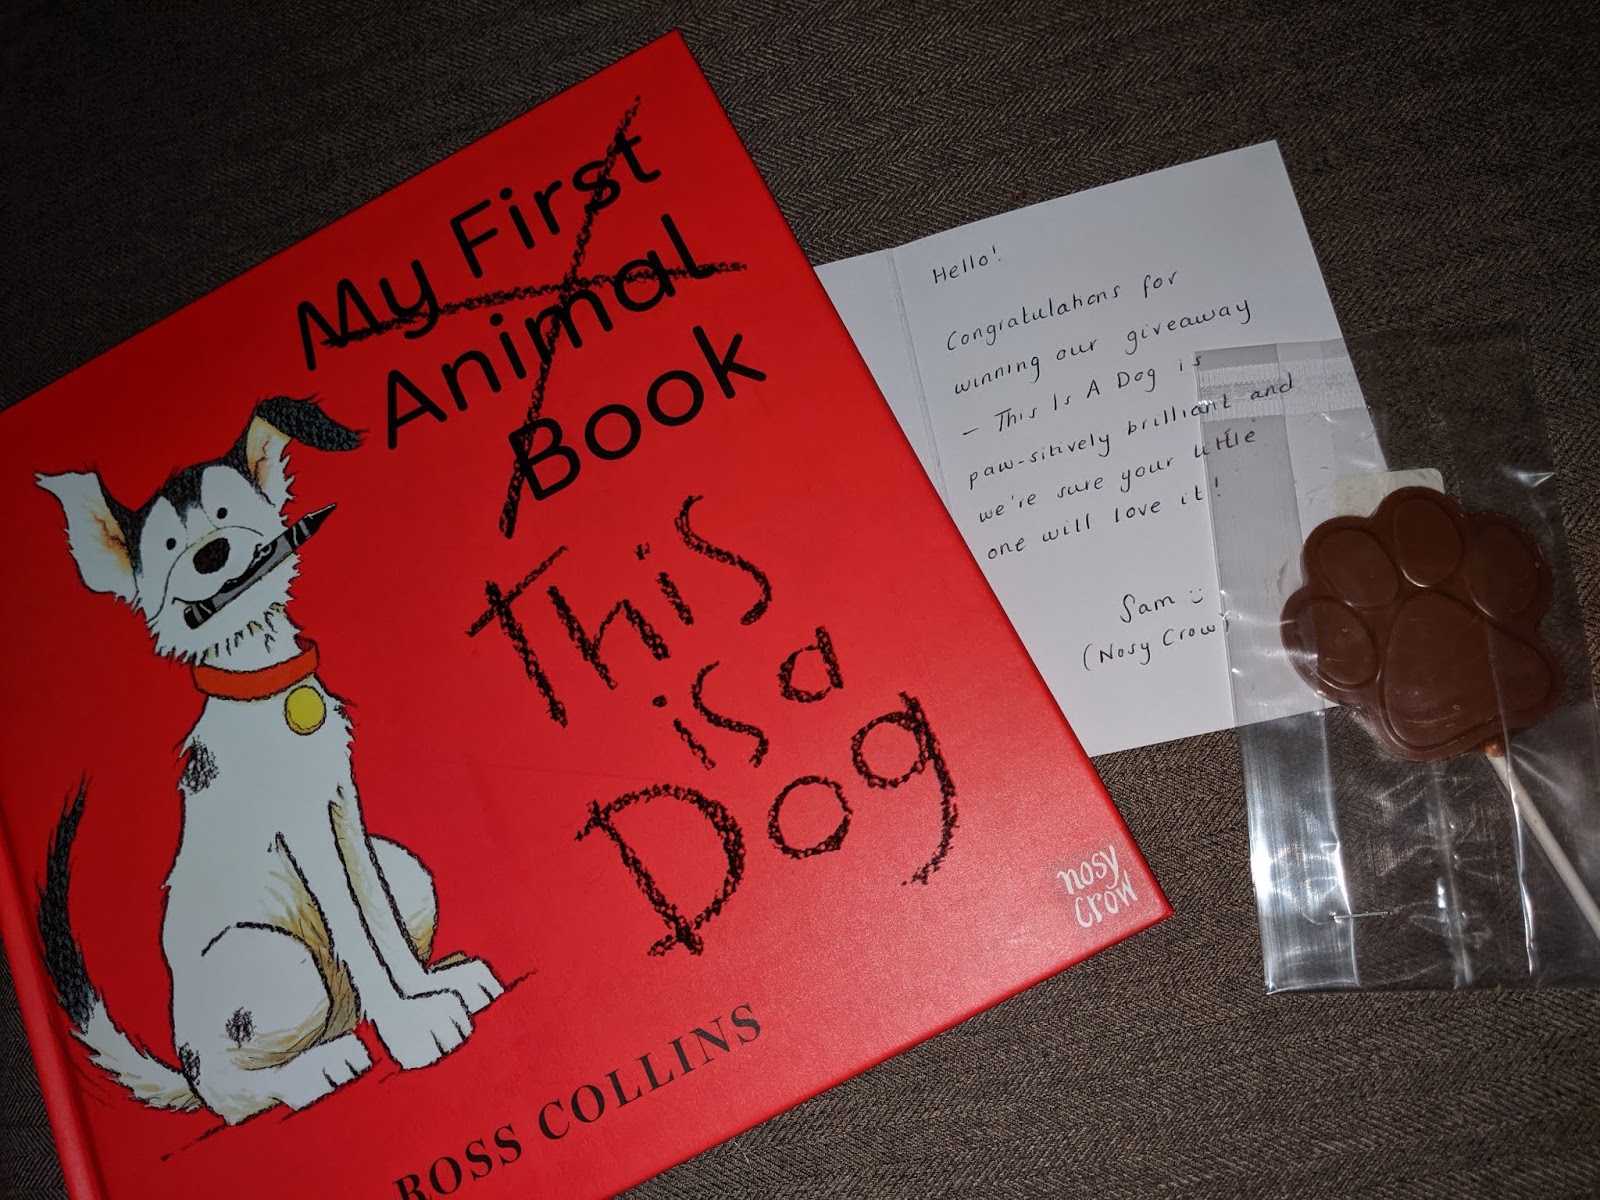 My First
Animal
Book
This
is a
Dog
nosy
crow
ROSS COLLINS
Hello!
Congratulations for
winning our giveaway
– This Is A Dog is
paw-sitively brilliant and
we're sure your little
one will love it!
Sam
(Nosy Crow)